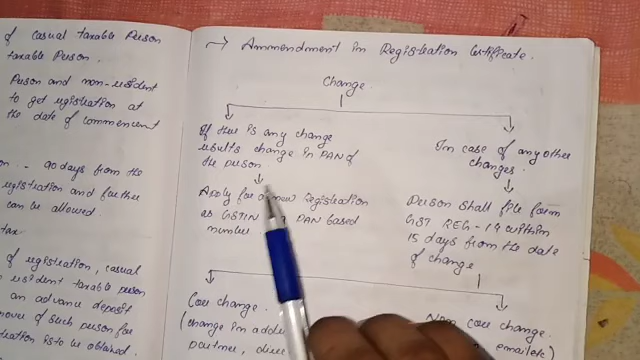 of casual taxable Person
taxable Person.
Person and non-resident
to get registration at
the date of commencent
90 days from the
registration and further
can be allowed.
tax
of registration, casual
resident taxable person
an advance deposit
of such person for
is to be obtained.
→ Ammendment in Registration Certificate.
Change
If there is any change
results change in PAN of
the person
Apply for a new Registration
as GSTIN PAN based
number
In case of any other
changes.
Person shall file form
GST REG-14 within
15 days from the date
of change
Core change.
(change in
partner,
Non core change.